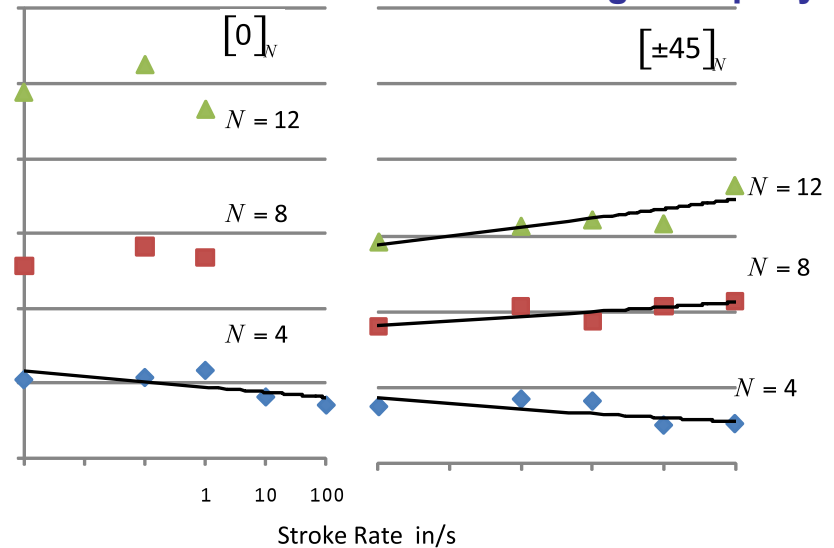 [0]N
[±45]N
N = 12
N = 8
N = 4
N = 12
N = 8
N = 4
1 10 100
Stroke Rate in/s